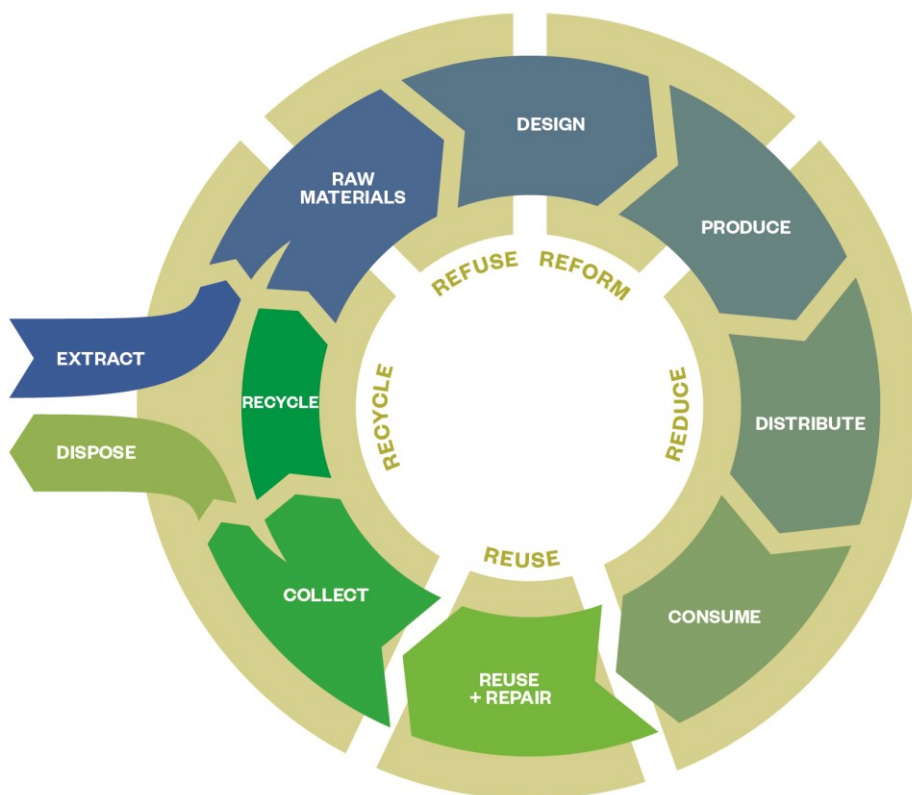 DESIGN
RAW
MATERIALS
PRODUCE
REFUSE
REFORM
EXTRACT
RECYCLE
RECYCLE
REDUCE
DISTRIBUTE
DISPOSE
REUSE
COLLECT
CONSUME
REUSE
+ REPAIR